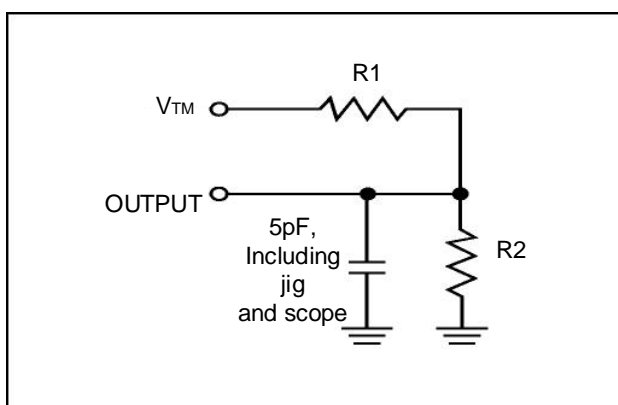 R1
VTM
OUTPUT
5pF,
Including
jig
and scope
R2